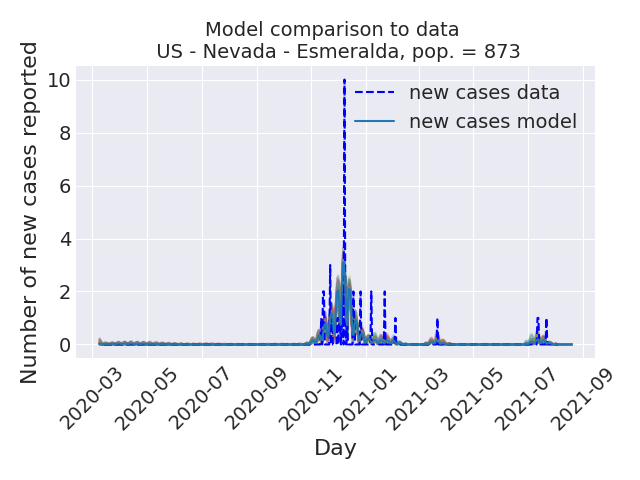 Model comparison to data
US - Nevada - Esmeralda, pop. = 873
Number of new cases reported
10
8
6
4
2
0
new cases data
new cases model
2020-03
2020-05
2020-07
2020-09
2020-11
2021-01
2021-03
2021-05
2021-07
2021-09
Day